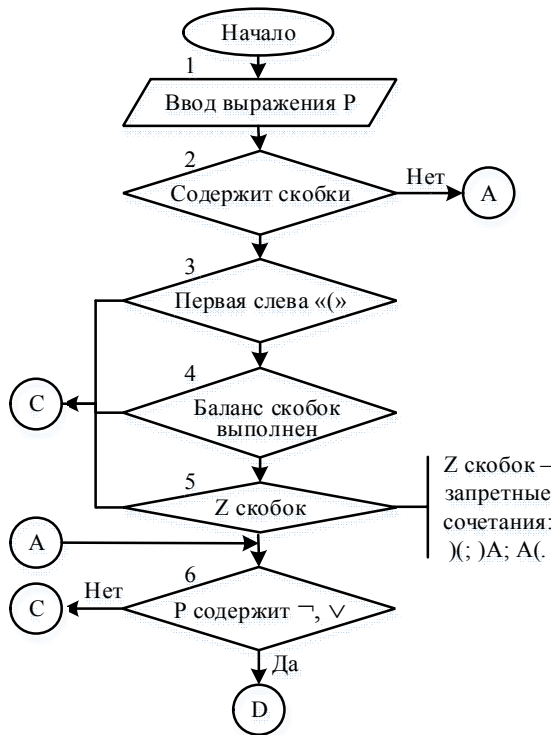 Начало
1
Ввод выражения P
2
Содержит скобки
Нет
A
3
Первая слева «(»
4
Баланс скобок
выполнен
C
5
Z скобок
Z скобок –
запретные
сочетания:
)(; )A; A(.
A
6
P содержит ¬, ∨
Нет
C
Да
D